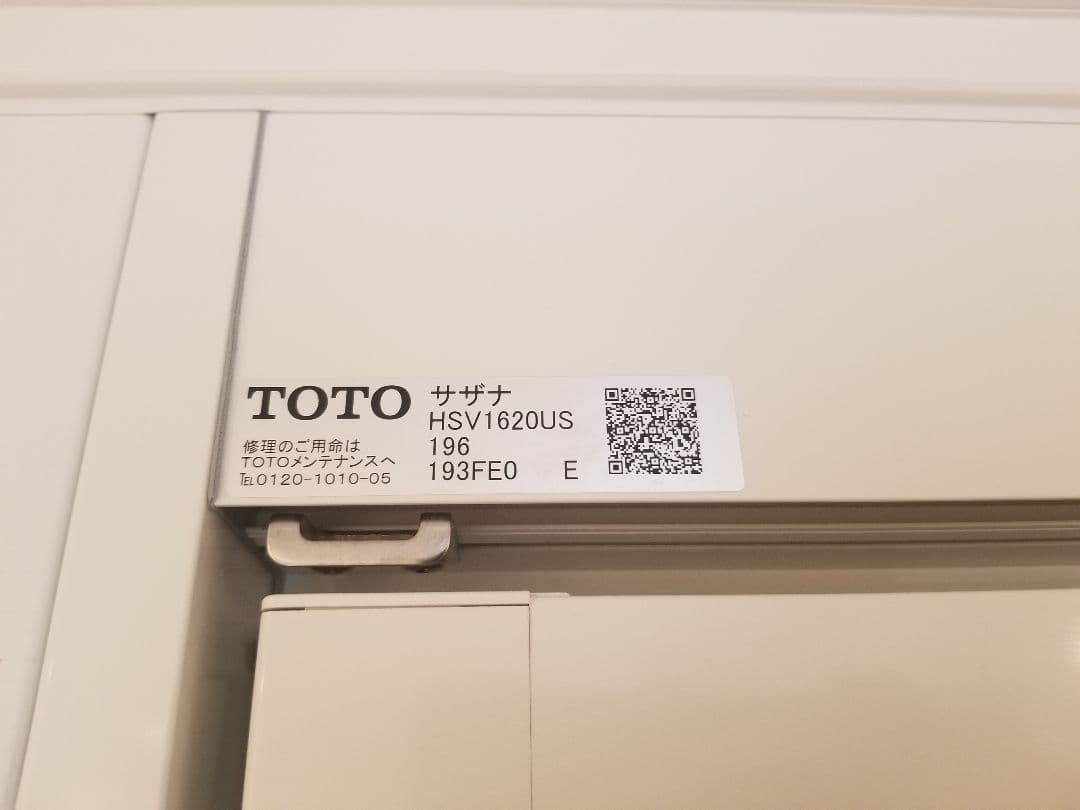 TOTO
サザナ
HSV1620US
196
193FE0 E
修理のご用命は
TOTOメンテナンスへ
℡0120-1010-05